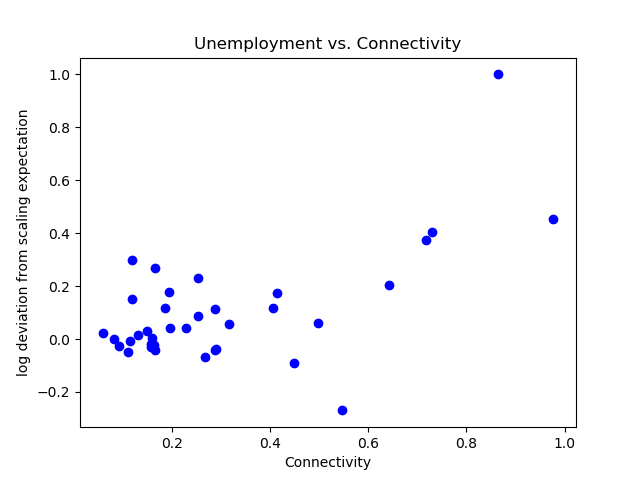 Unemployment vs. Connectivity
log deviation from scaling expectation
1.0
0.8
0.6
0.4
0.2
0.0
−0.2
0.2 0.4 0.6 0.8 1.0
Connectivity